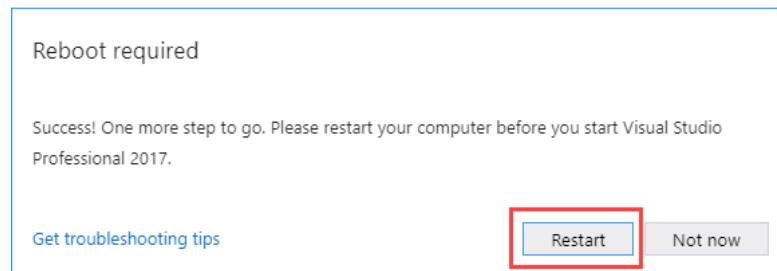 Reboot required
Success! One more step to go. Please restart your computer before you start Visual Studio
Professional 2017.
Get troubleshooting tips
Restart
Not now